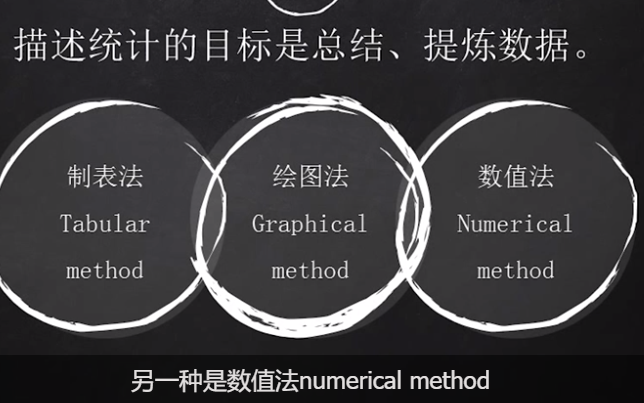 描述统计的目标是总结、提炼数据。
制表法
Tabular
method
绘图法
Graphical
method
数值法
Numerical
method
另一种是数值法numerical method